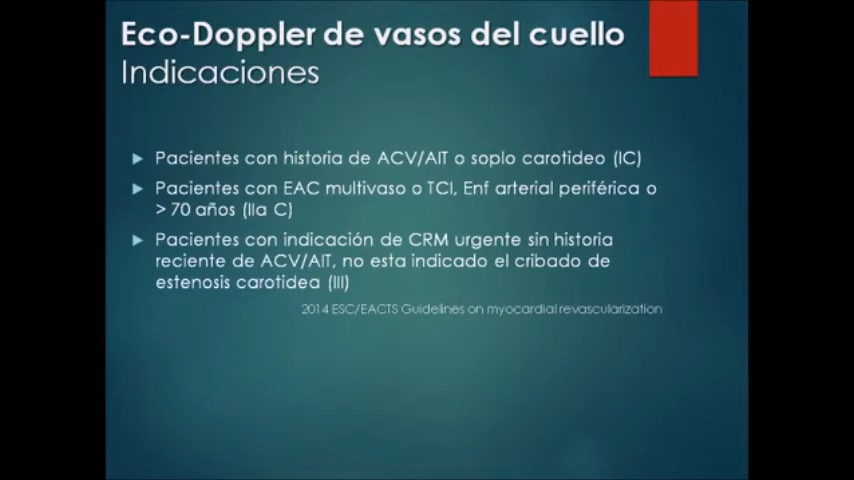 Eco-Doppler de vasos del cuello
Indicaciones
Pacientes con historia de ACV/AIT o soplo carotideo (IC)
Pacientes con EAC multivaso o TCI, Enf arterial periférica o
> 70 años (IIa C)
Pacientes con indicación de CRM urgente sin historia
reciente de ACV/AIT, no esta indicado el cribado de
estenosis carotidea (III)
2014 ESC/EACTS Guidelines on myocardial revascularization